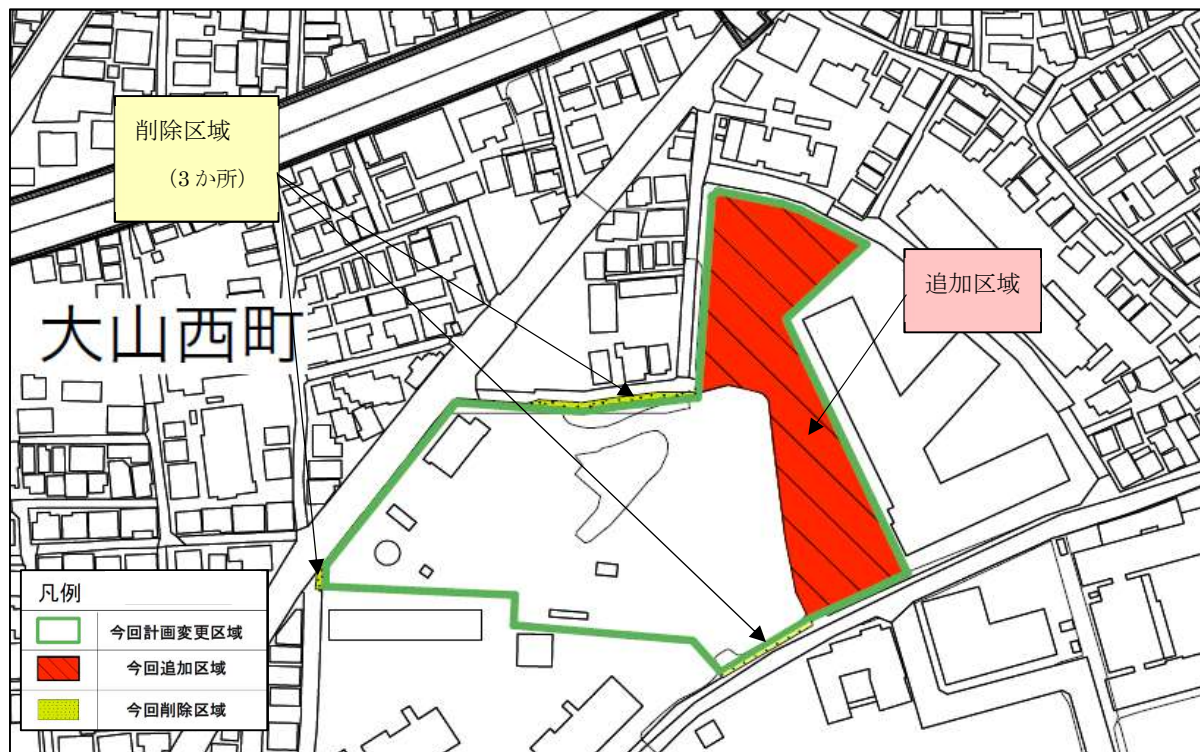 削除区域
（3 か所）
追加区域
大山西町
凡例
今回計画変更区域
今回追加区域
今回削除区域